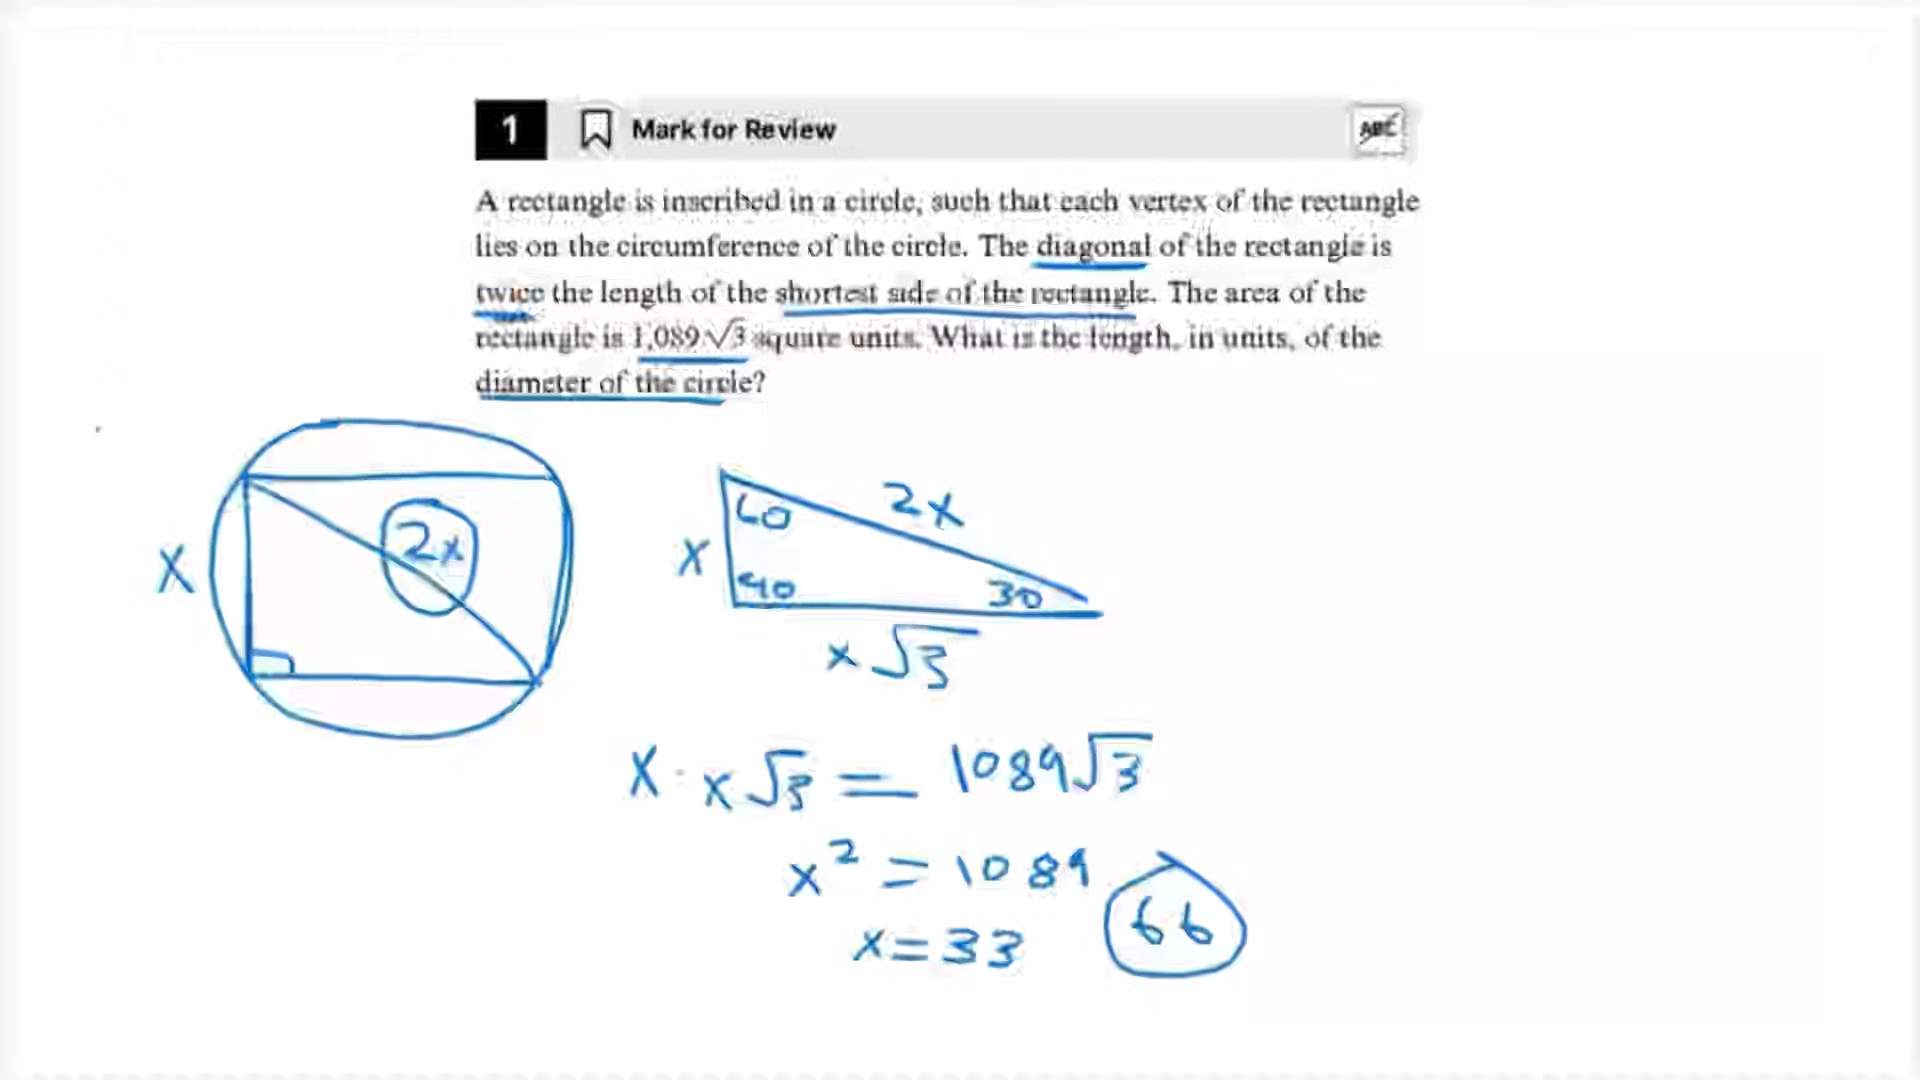 1 Mark for Review ABC
A rectangle is inscribed in a circle, such that each vertex of the rectangle
lies on the circumference of the circle. The diagonal of the rectangle is
twice the length of the shortest side of the rectangle. The area of the
rectangle is 1,089√3 square units. What is the length, in units, of the
diameter of the circle?
x
2x
x
60
90
30
2x
x√3
x · x√3 = 1089√3
x² = 1089
x = 33
66